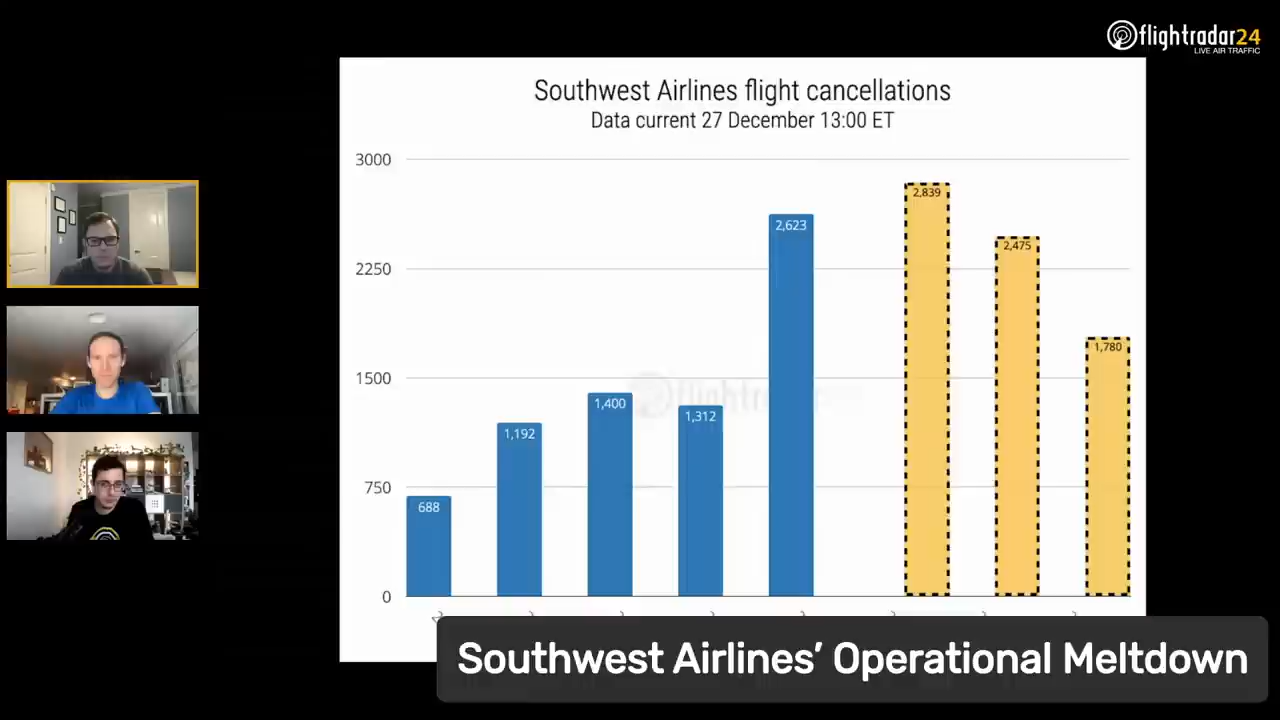 flightradar24
LIVE AIR TRAFFIC
Southwest Airlines flight cancellations
Data current 27 December 13:00 ET
3000
2,839
2,623
2,475
2250
1,780
1500
1,400
1,312
1,192
750
688
0
Southwest Airlines’ Operational Meltdown